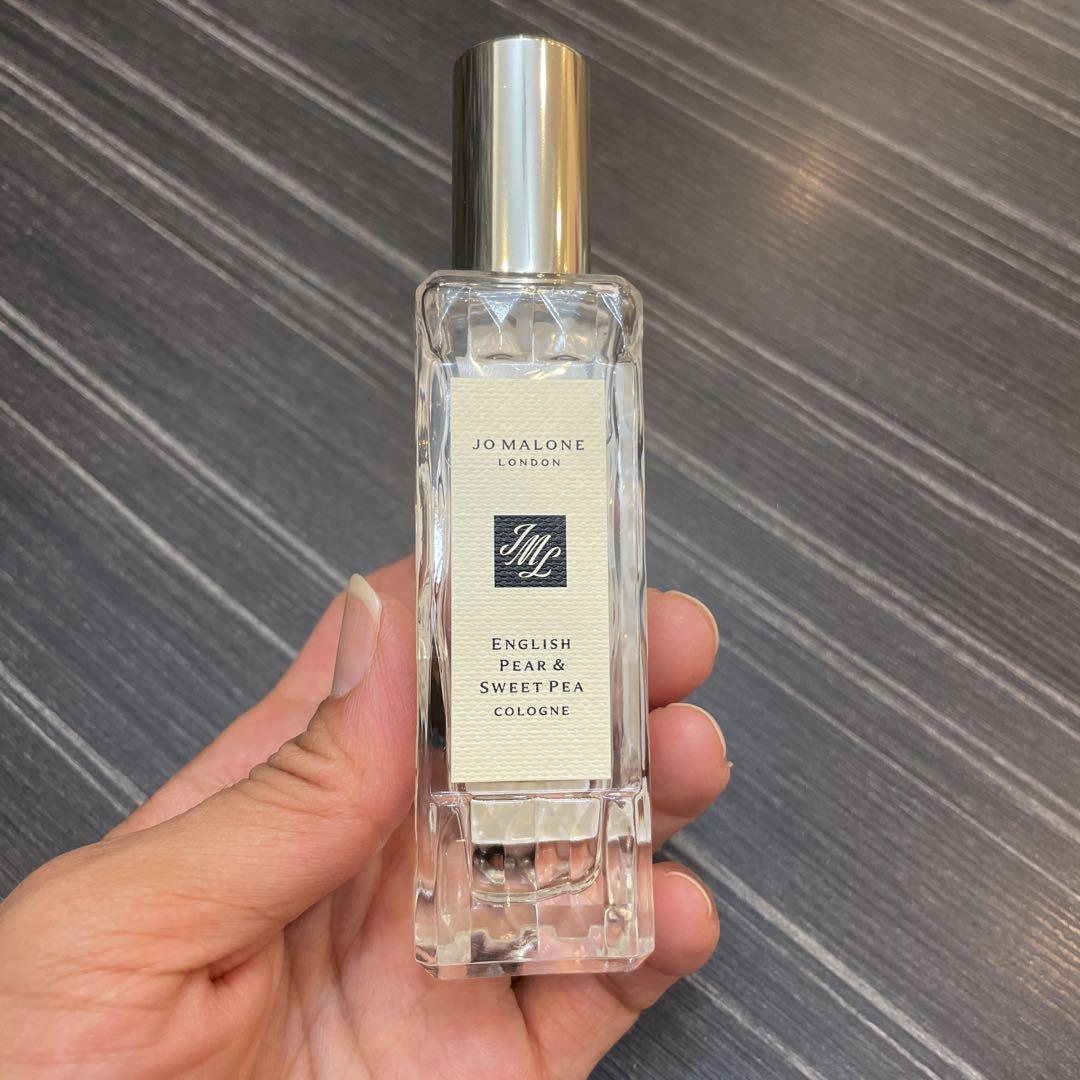 JO MALONE
LONDON
JML
ENGLISH
PEAR &
SWEET PEA
COLOGNE